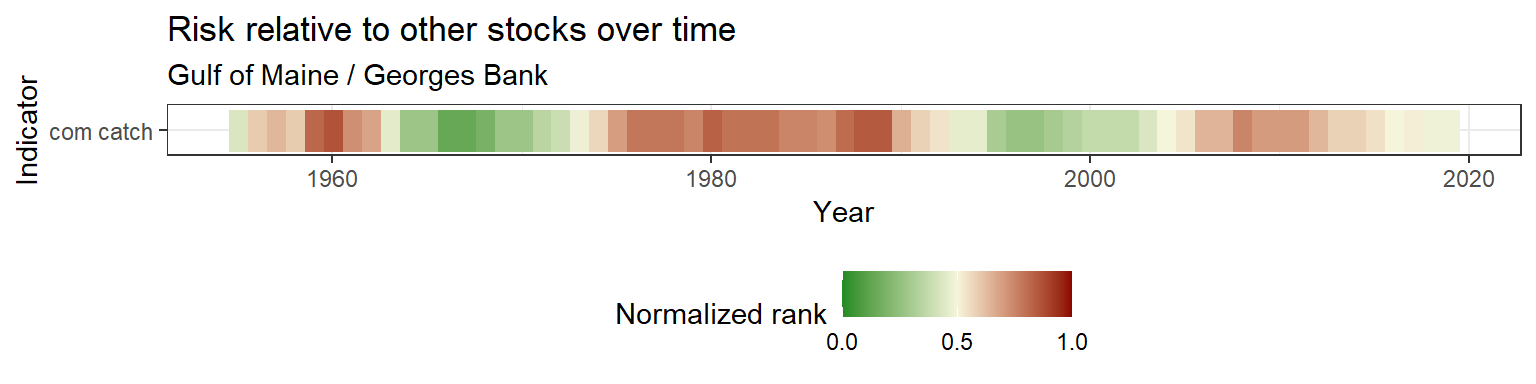 Risk relative to other stocks over time
Gulf of Maine / Georges Bank
Indicator
com catch
1960 1980 2000 2020
Year
Normalized rank
0.0 0.5 1.0